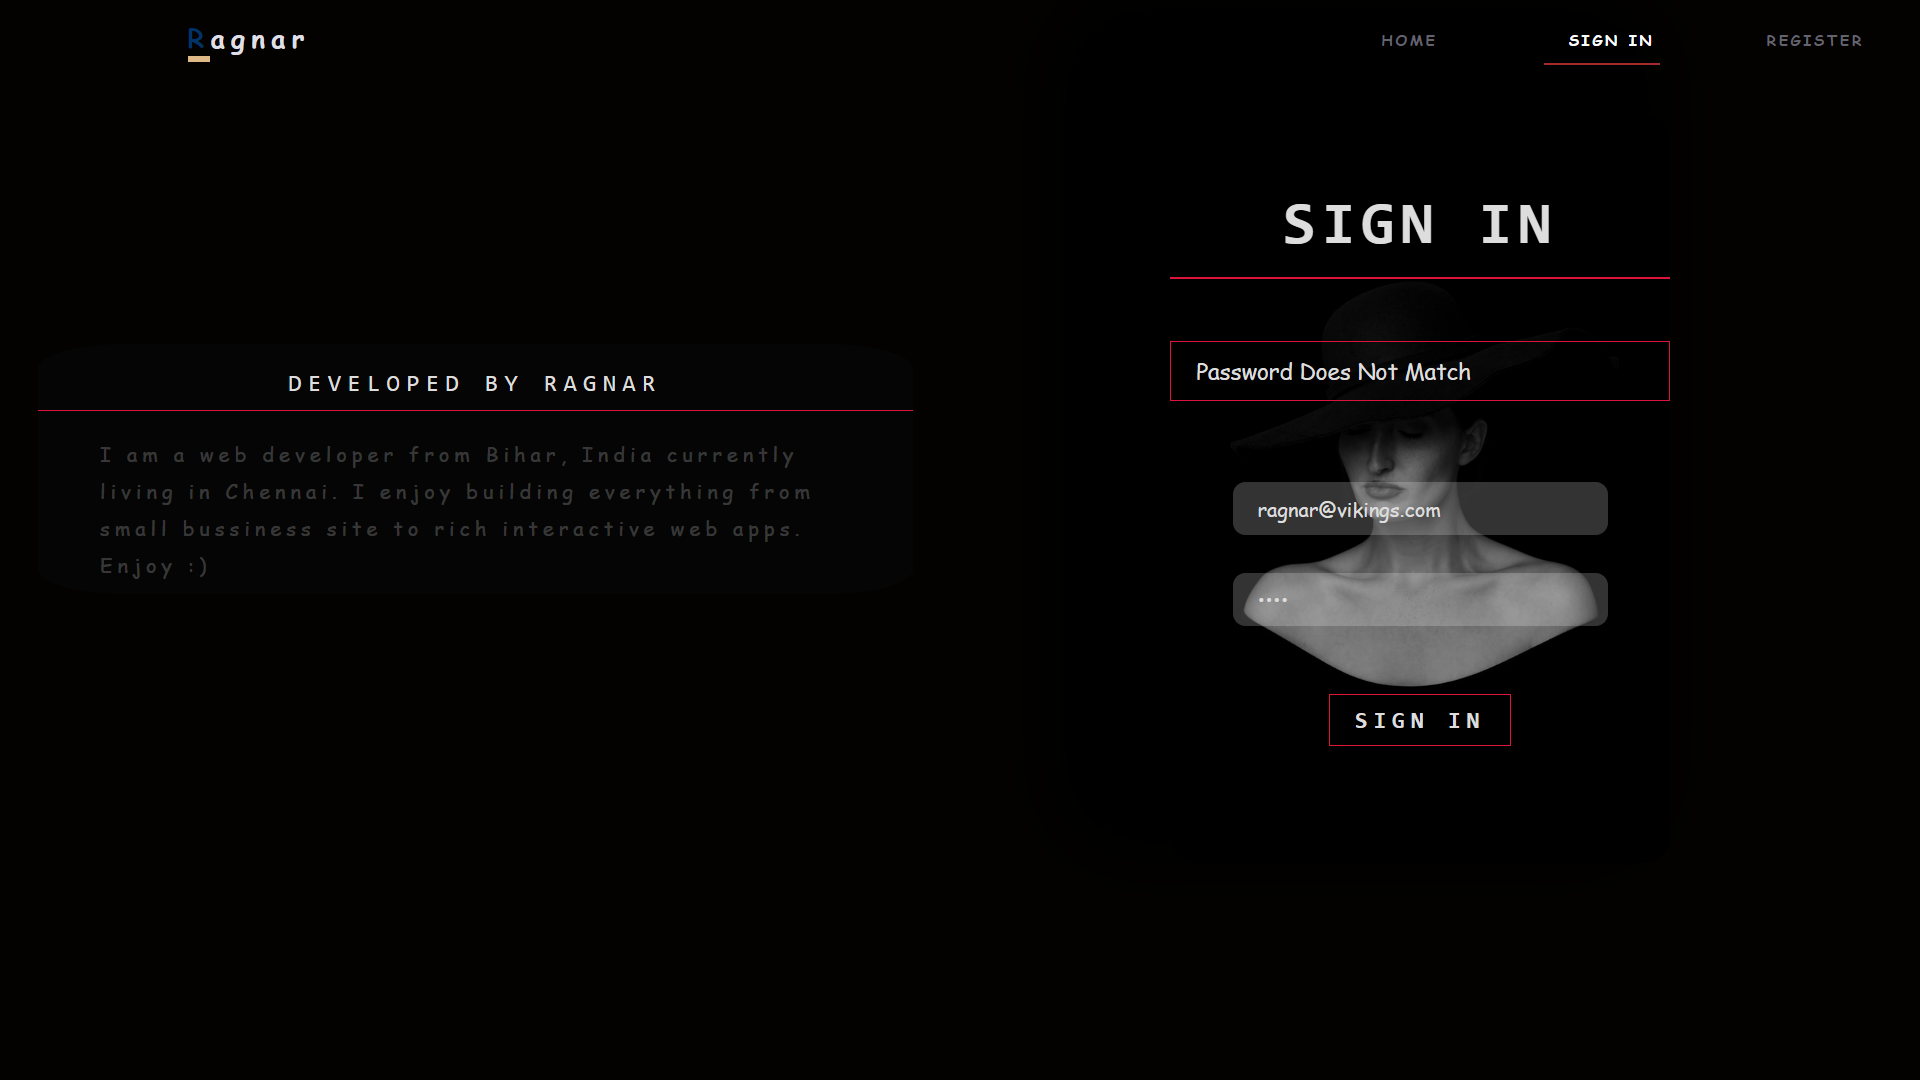 Ragnar
HOME
SIGN IN
REGISTER
DEVELOPED BY RAGNAR
I am a web developer from Bihar, India currently
living in Chennai. I enjoy building everything from
small bussiness site to rich interactive web apps.
Enjoy :)
SIGN IN
Password Does Not Match
ragnar@vikings.com
••••
SIGN IN